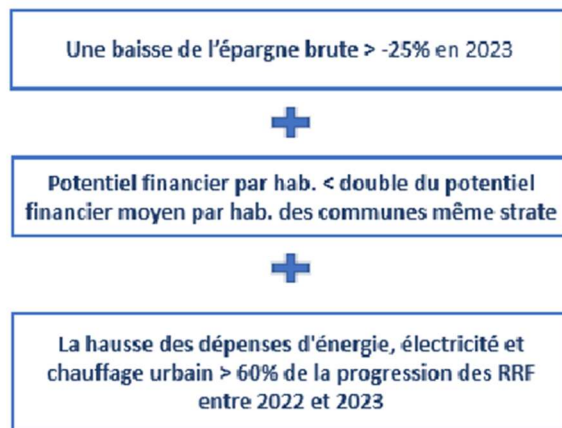 Une baisse de l'épargne brute > -25% en 2023
Potentiel financier par hab. < double du potentiel
financier moyen par hab. des communes même strate
La hausse des dépenses d'énergie, électricité et
chauffage urbain > 60% de la progression des RRF
entre 2022 et 2023